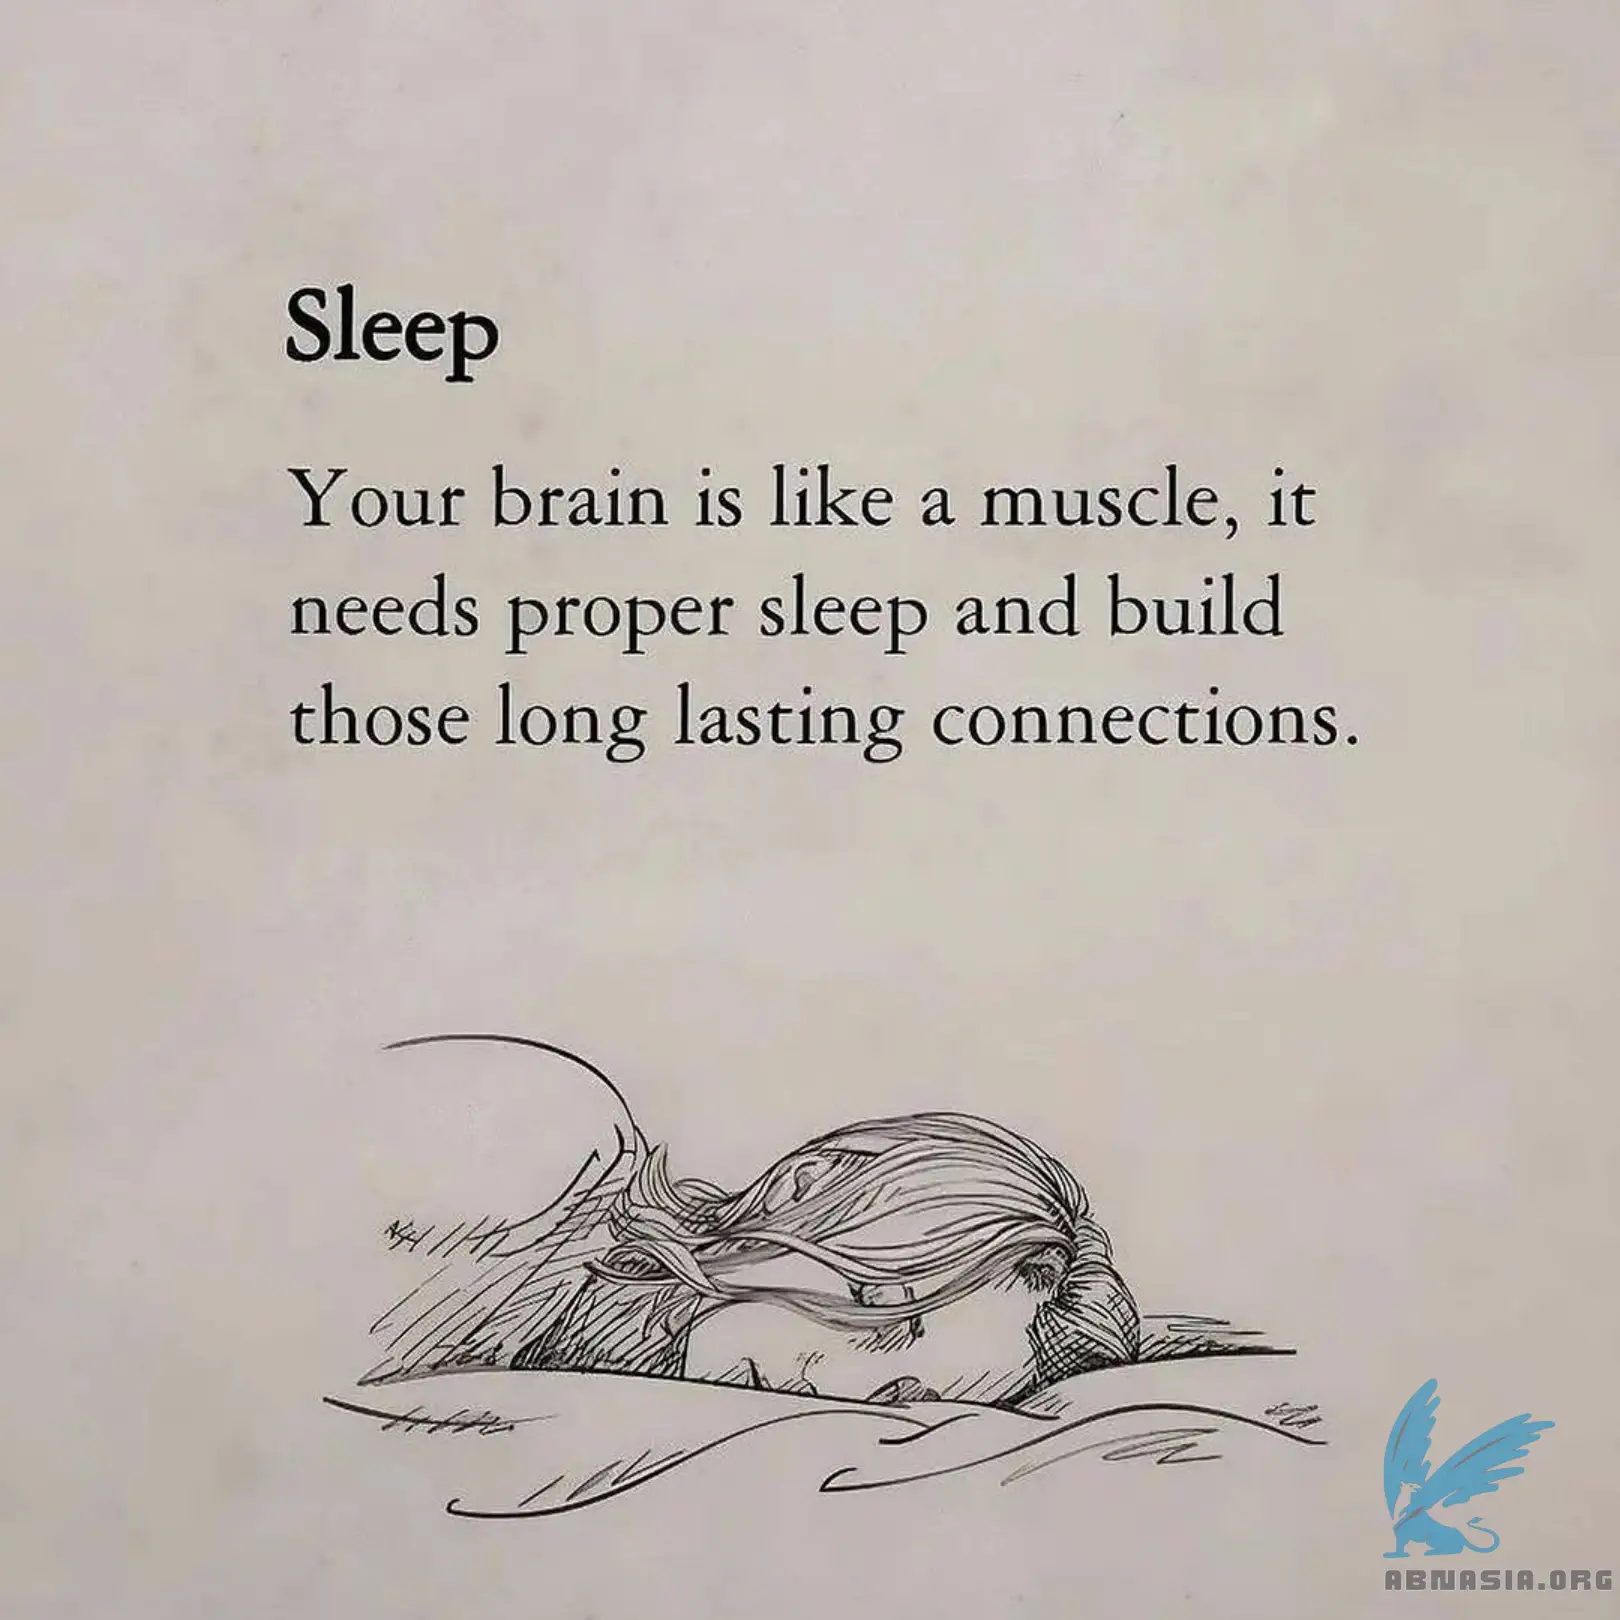 Sleep
Your brain is like a muscle, it
needs proper sleep and build
those long lasting connections.
ABNASIA.ORG